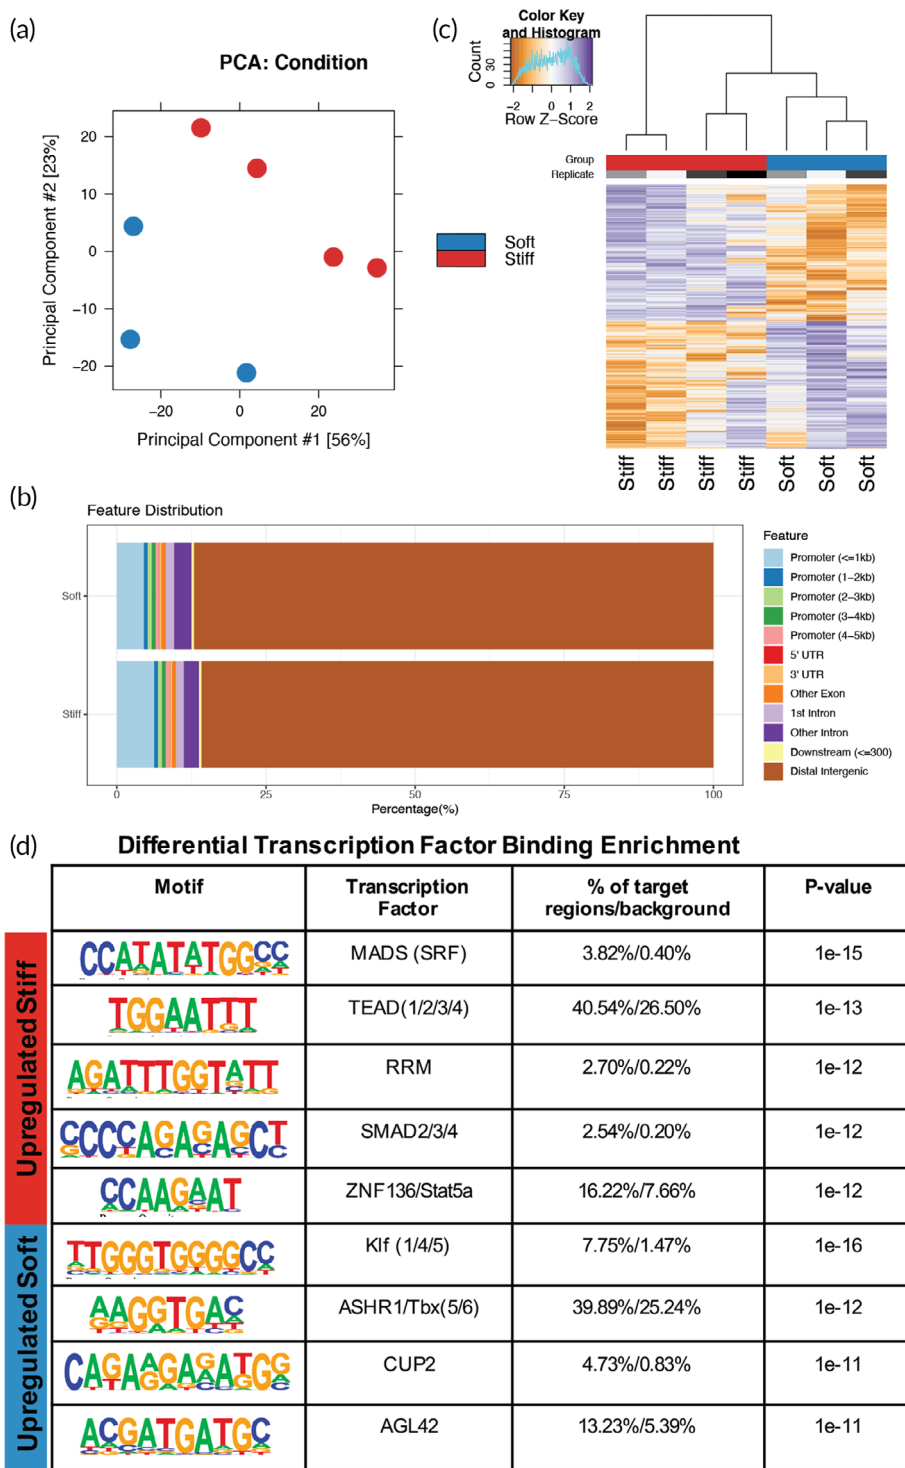 (a)
PCA: Condition
Principal Component #2 [23%]
20
10
0
−10
−20
−20
0
20
Principal Component #1 [56%]
Soft
Stiff
(c)
Color Key
and Histogram
Count
0 30
−2 0 1 2
Row Z−Score
Group
Replicate
Stiff
Stiff
Stiff
Stiff
Soft
Soft
Soft
(b)
Feature Distribution
Soft
Stiff
0
25
50
75
100
Percentage(%)
Feature
Promoter (<=1kb)
Promoter (1−2kb)
Promoter (2−3kb)
Promoter (3−4kb)
Promoter (4−5kb)
5' UTR
3' UTR
Other Exon
1st Intron
Other Intron
Downstream (<=300)
Distal Intergenic
(d)
Differential Transcription Factor Binding Enrichment
Motif
Transcription
Factor
% of target
regions/background
P-value
Upregulated Stiff
CCATATATGGCC
MADS (SRF)
3.82%/0.40%
1e-15
TGGAATTT
TEAD(1/2/3/4)
40.54%/26.50%
1e-13
AGATTTGGTATT
RRM
2.70%/0.22%
1e-12
CCCCAGAGAGCT
SMAD2/3/4
2.54%/0.20%
1e-12
CCAAGAAT
ZNF136/Stat5a
16.22%/7.66%
1e-12
Upregulated Soft
TTGGGTGGGGCC
Klf (1/4/5)
7.75%/1.47%
1e-16
AAGGTGAC
ASHR1/Tbx(5/6)
39.89%/25.24%
1e-12
CAGAAGAGATGG
CUP2
4.73%/0.83%
1e-11
ACGATGATGC
AGL42
13.23%/5.39%
1e-11